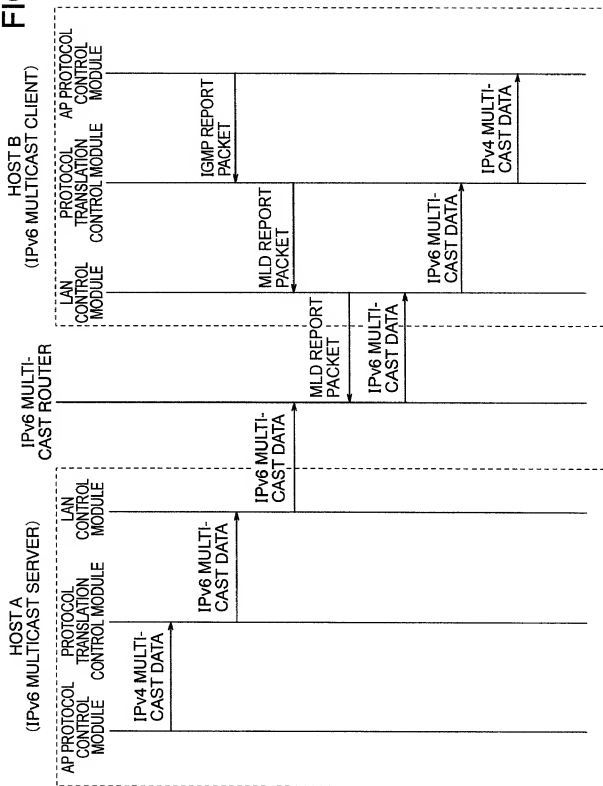 FIG
HOST A
(IPv6 MULTICAST SERVER)
AP PROTOCOL
CONTROL
MODULE
PROTOCOL
TRANSLATION
CONTROL MODULE
LAN
CONTROL
MODULE
IPv6 MULTI-
CAST ROUTER
HOST B
(IPv6 MULTICAST CLIENT)
LAN
CONTROL
MODULE
PROTOCOL
TRANSLATION
CONTROL MODULE
AP PROTOCOL
CONTROL
MODULE
IPv4 MULTI-
CAST DATA
IPv6 MULTI-
CAST DATA
IGMP REPORT
PACKET
IPv6 MULTI-
CAST DATA
MLD REPORT
PACKET
MLD REPORT
PACKET
IPv6 MULTI-
CAST DATA
IPv6 MULTI-
CAST DATA
IPv4 MULTI-
CAST DATA